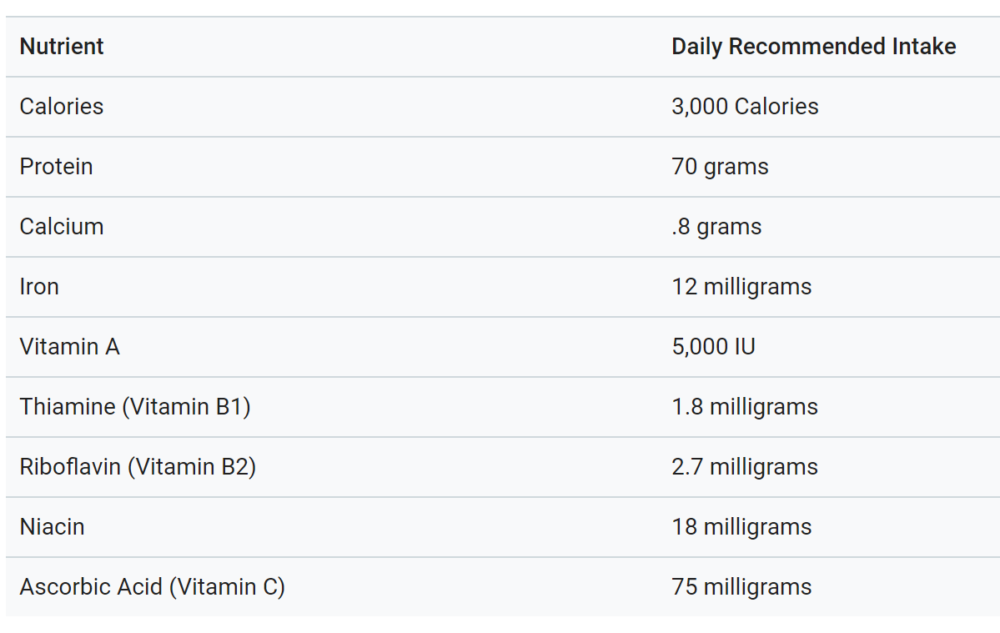 Nutrient Daily Recommended Intake
Calories 3,000 Calories
Protein 70 grams
Calcium .8 grams
Iron 12 milligrams
Vitamin A 5,000 IU
Thiamine (Vitamin B1) 1.8 milligrams
Riboflavin (Vitamin B2) 2.7 milligrams
Niacin 18 milligrams
Ascorbic Acid (Vitamin C) 75 milligrams